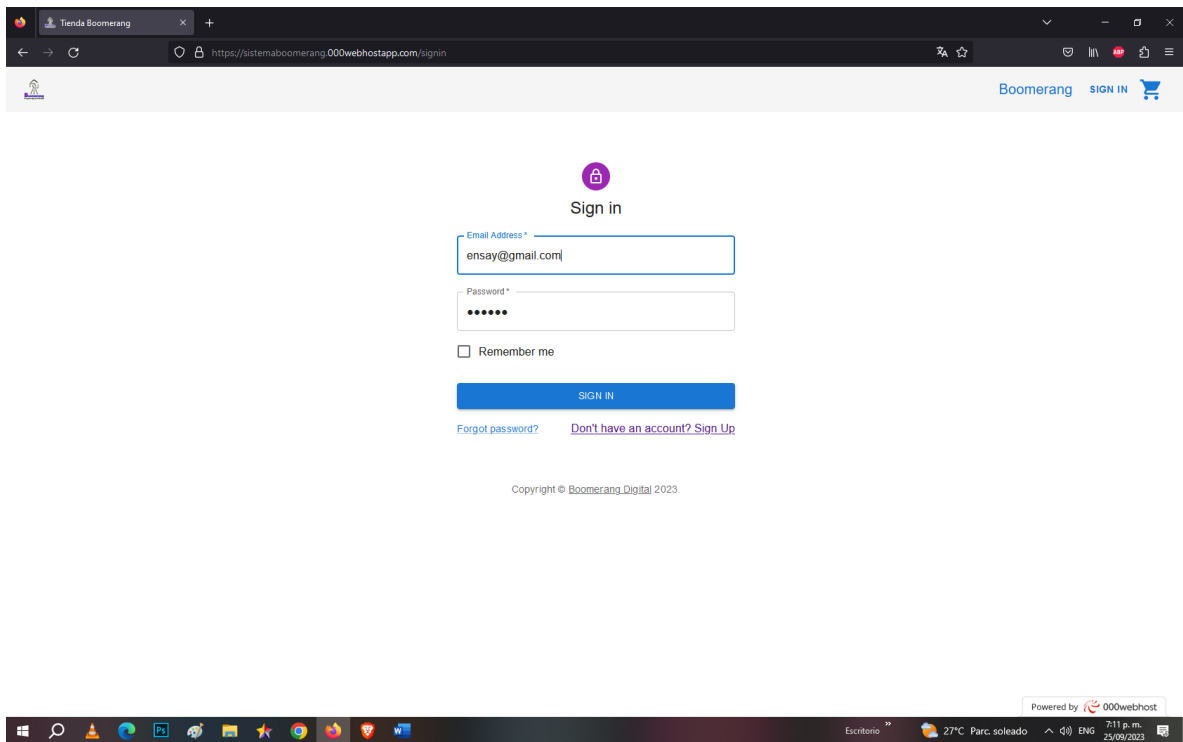 Tienda Boomerang
https://sistemaboomerang.000webhostapp.com/signin
ABP
Boomerang SIGN IN
Sign in
Email Address *
ensay@gmail.com
Password *
••••••
Remember me
SIGN IN
Forgot password? Don't have an account? Sign Up
Copyright © Boomerang Digital 2023.
Powered by 000webhost
Ps
W
Escritorio
27°C Parc. soleado
ENG
7:11 p. m.
25/09/2023